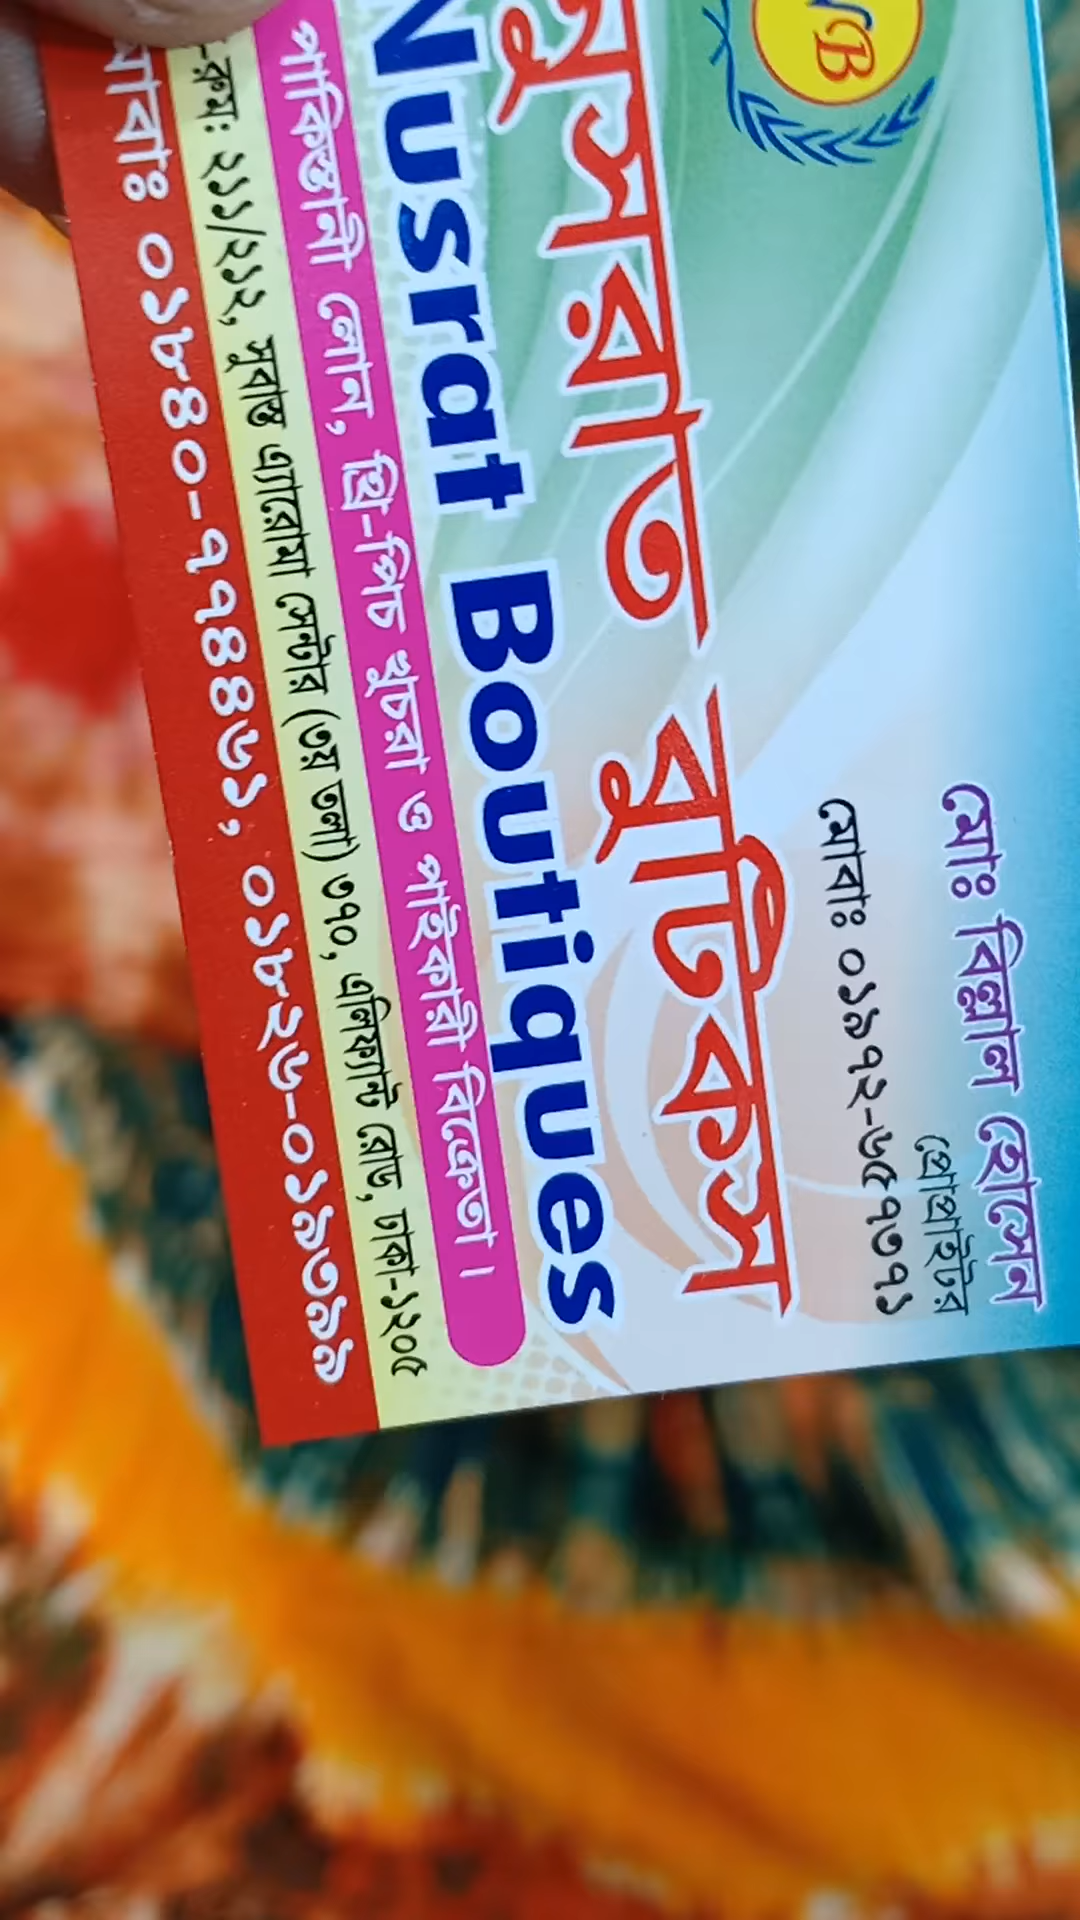 NB
মোঃ বিল্লাল হোসেন
প্রোপ্রাইটর
মোবাঃ ০১৯৭২-৬৫৭৩৭১
নুসরাত বুটিকস
Nusrat Boutiques
পাকিস্তানী লোন, থ্রি-পিচ খুচরা ও পাইকারী বিক্রেতা।
-রুমঃ ২১১/২১২, সুবাস্তু এ্যারোমা সেন্টার (৩য় তলা) ৩৭০, এলিফ্যান্ট রোড, ঢাকা-১২০৫
মোবাঃ ০১৮৪০-৭৭৪৪৬১, ০১৮২৬-০১৯৩৯৯